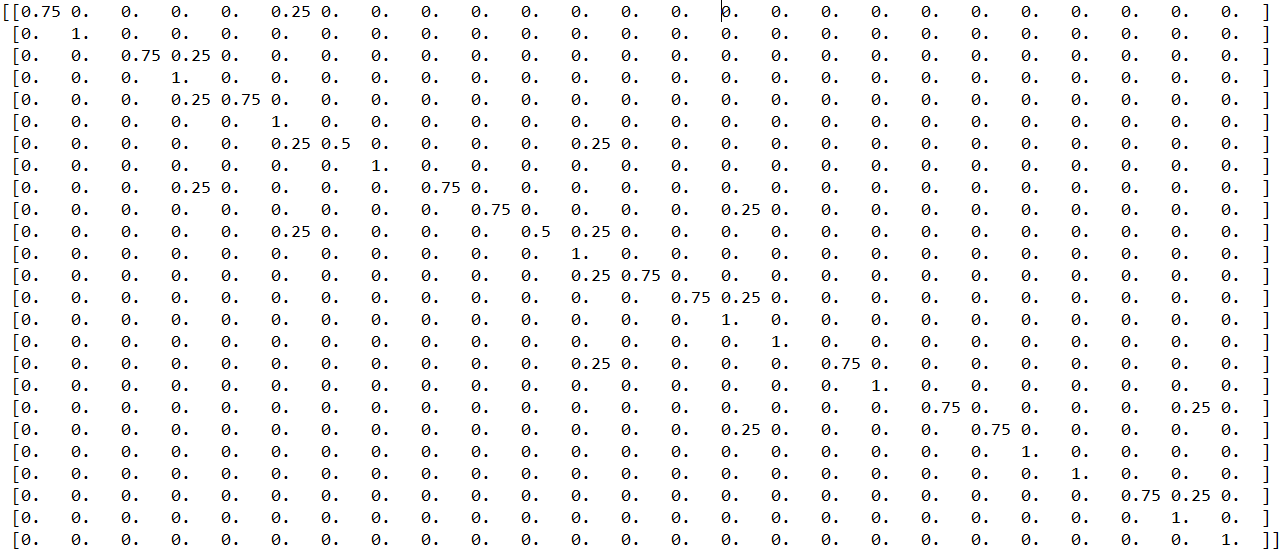 [[0.75 0. 0. 0. 0. 0.25 0. 0. 0. 0. 0. 0. 0. 0. 0. 0. 0. 0. 0. 0. 0. 0. 0. 0. 0. ]
[0. 1. 0. 0. 0. 0. 0. 0. 0. 0. 0. 0. 0. 0. 0. 0. 0. 0. 0. 0. 0. 0. 0. 0. 0. ]
[0. 0. 0.75 0.25 0. 0. 0. 0. 0. 0. 0. 0. 0. 0. 0. 0. 0. 0. 0. 0. 0. 0. 0. 0. 0. ]
[0. 0. 0. 1. 0. 0. 0. 0. 0. 0. 0. 0. 0. 0. 0. 0. 0. 0. 0. 0. 0. 0. 0. 0. 0. ]
[0. 0. 0. 0.25 0.75 0. 0. 0. 0. 0. 0. 0. 0. 0. 0. 0. 0. 0. 0. 0. 0. 0. 0. 0. 0. ]
[0. 0. 0. 0. 0. 1. 0. 0. 0. 0. 0. 0. 0. 0. 0. 0. 0. 0. 0. 0. 0. 0. 0. 0. 0. ]
[0. 0. 0. 0. 0. 0.25 0.5 0. 0. 0. 0. 0.25 0. 0. 0. 0. 0. 0. 0. 0. 0. 0. 0. 0. 0. ]
[0. 0. 0. 0. 0. 0. 0. 1. 0. 0. 0. 0. 0. 0. 0. 0. 0. 0. 0. 0. 0. 0. 0. 0. 0. ]
[0. 0. 0. 0.25 0. 0. 0. 0. 0.75 0. 0. 0. 0. 0. 0. 0. 0. 0. 0. 0. 0. 0. 0. 0. 0. ]
[0. 0. 0. 0. 0. 0. 0. 0. 0. 0.75 0. 0. 0. 0. 0.25 0. 0. 0. 0. 0. 0. 0. 0. 0. 0. ]
[0. 0. 0. 0. 0. 0.25 0. 0. 0. 0. 0.5 0.25 0. 0. 0. 0. 0. 0. 0. 0. 0. 0. 0. 0. 0. ]
[0. 0. 0. 0. 0. 0. 0. 0. 0. 0. 0. 1. 0. 0. 0. 0. 0. 0. 0. 0. 0. 0. 0. 0. 0. ]
[0. 0. 0. 0. 0. 0. 0. 0. 0. 0. 0. 0.25 0.75 0. 0. 0. 0. 0. 0. 0. 0. 0. 0. 0. 0. ]
[0. 0. 0. 0. 0. 0. 0. 0. 0. 0. 0. 0. 0. 0.75 0.25 0. 0. 0. 0. 0. 0. 0. 0. 0. 0. ]
[0. 0. 0. 0. 0. 0. 0. 0. 0. 0. 0. 0. 0. 0. 1. 0. 0. 0. 0. 0. 0. 0. 0. 0. 0. ]
[0. 0. 0. 0. 0. 0. 0. 0. 0. 0. 0. 0. 0. 0. 0. 1. 0. 0. 0. 0. 0. 0. 0. 0. 0. ]
[0. 0. 0. 0. 0. 0. 0. 0. 0. 0. 0. 0.25 0. 0. 0. 0. 0.75 0. 0. 0. 0. 0. 0. 0. 0. ]
[0. 0. 0. 0. 0. 0. 0. 0. 0. 0. 0. 0. 0. 0. 0. 0. 0. 1. 0. 0. 0. 0. 0. 0. 0. ]
[0. 0. 0. 0. 0. 0. 0. 0. 0. 0. 0. 0. 0. 0. 0. 0. 0. 0. 0.75 0. 0. 0. 0. 0.25 0. ]
[0. 0. 0. 0. 0. 0. 0. 0. 0. 0. 0. 0. 0. 0. 0.25 0. 0. 0. 0. 0.75 0. 0. 0. 0. 0. ]
[0. 0. 0. 0. 0. 0. 0. 0. 0. 0. 0. 0. 0. 0. 0. 0. 0. 0. 0. 0. 1. 0. 0. 0. 0. ]
[0. 0. 0. 0. 0. 0. 0. 0. 0. 0. 0. 0. 0. 0. 0. 0. 0. 0. 0. 0. 0. 1. 0. 0. 0. ]
[0. 0. 0. 0. 0. 0. 0. 0. 0. 0. 0. 0. 0. 0. 0. 0. 0. 0. 0. 0. 0. 0. 0.75 0.25 0. ]
[0. 0. 0. 0. 0. 0. 0. 0. 0. 0. 0. 0. 0. 0. 0. 0. 0. 0. 0. 0. 0. 0. 0. 1. 0. ]
[0. 0. 0. 0. 0. 0. 0. 0. 0. 0. 0. 0. 0. 0. 0. 0. 0. 0. 0. 0. 0. 0. 0. 0. 1. ]]